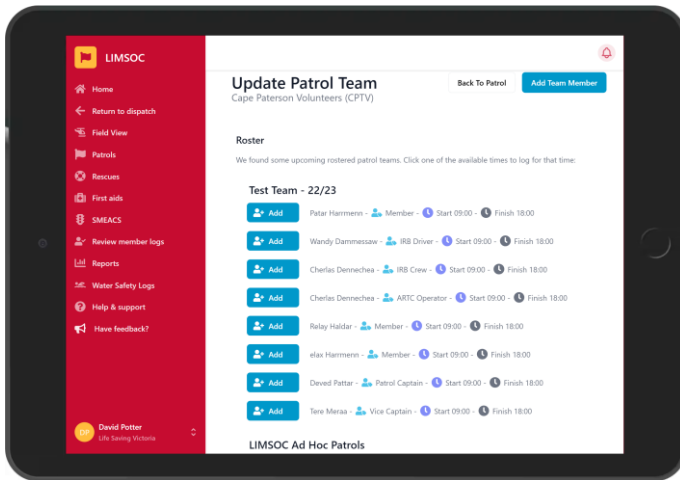 LIMSOC
Home
Return to dispatch
Field View
Patrols
Rescues
First aids
SMEACS
Review member logs
Reports
Water Safety Logs
Help & support
Have feedback?
DP
David Potter
Life Saving Victoria
Update Patrol Team
Cape Paterson Volunteers (CPTV)
Back To Patrol
Add Team Member
Roster
We found some upcoming rostered patrol teams. Click one of the available times to log for that time:
Test Team - 22/23
Add Patar Harrmenn - Member - Start 09:00 - Finish 18:00
Add Wandy Dammessaw - IRB Driver - Start 09:00 - Finish 18:00
Add Cherlas Dennechea - IRB Crew - Start 09:00 - Finish 18:00
Add Cherlas Dennechea - ARTC Operator - Start 09:00 - Finish 18:00
Add Relay Haldar - Member - Start 09:00 - Finish 18:00
Add elax Harrmenn - Member - Start 09:00 - Finish 18:00
Add Deved Pattar - Patrol Captain - Start 09:00 - Finish 18:00
Add Tere Meraa - Vice Captain - Start 09:00 - Finish 18:00
LIMSOC Ad Hoc Patrols